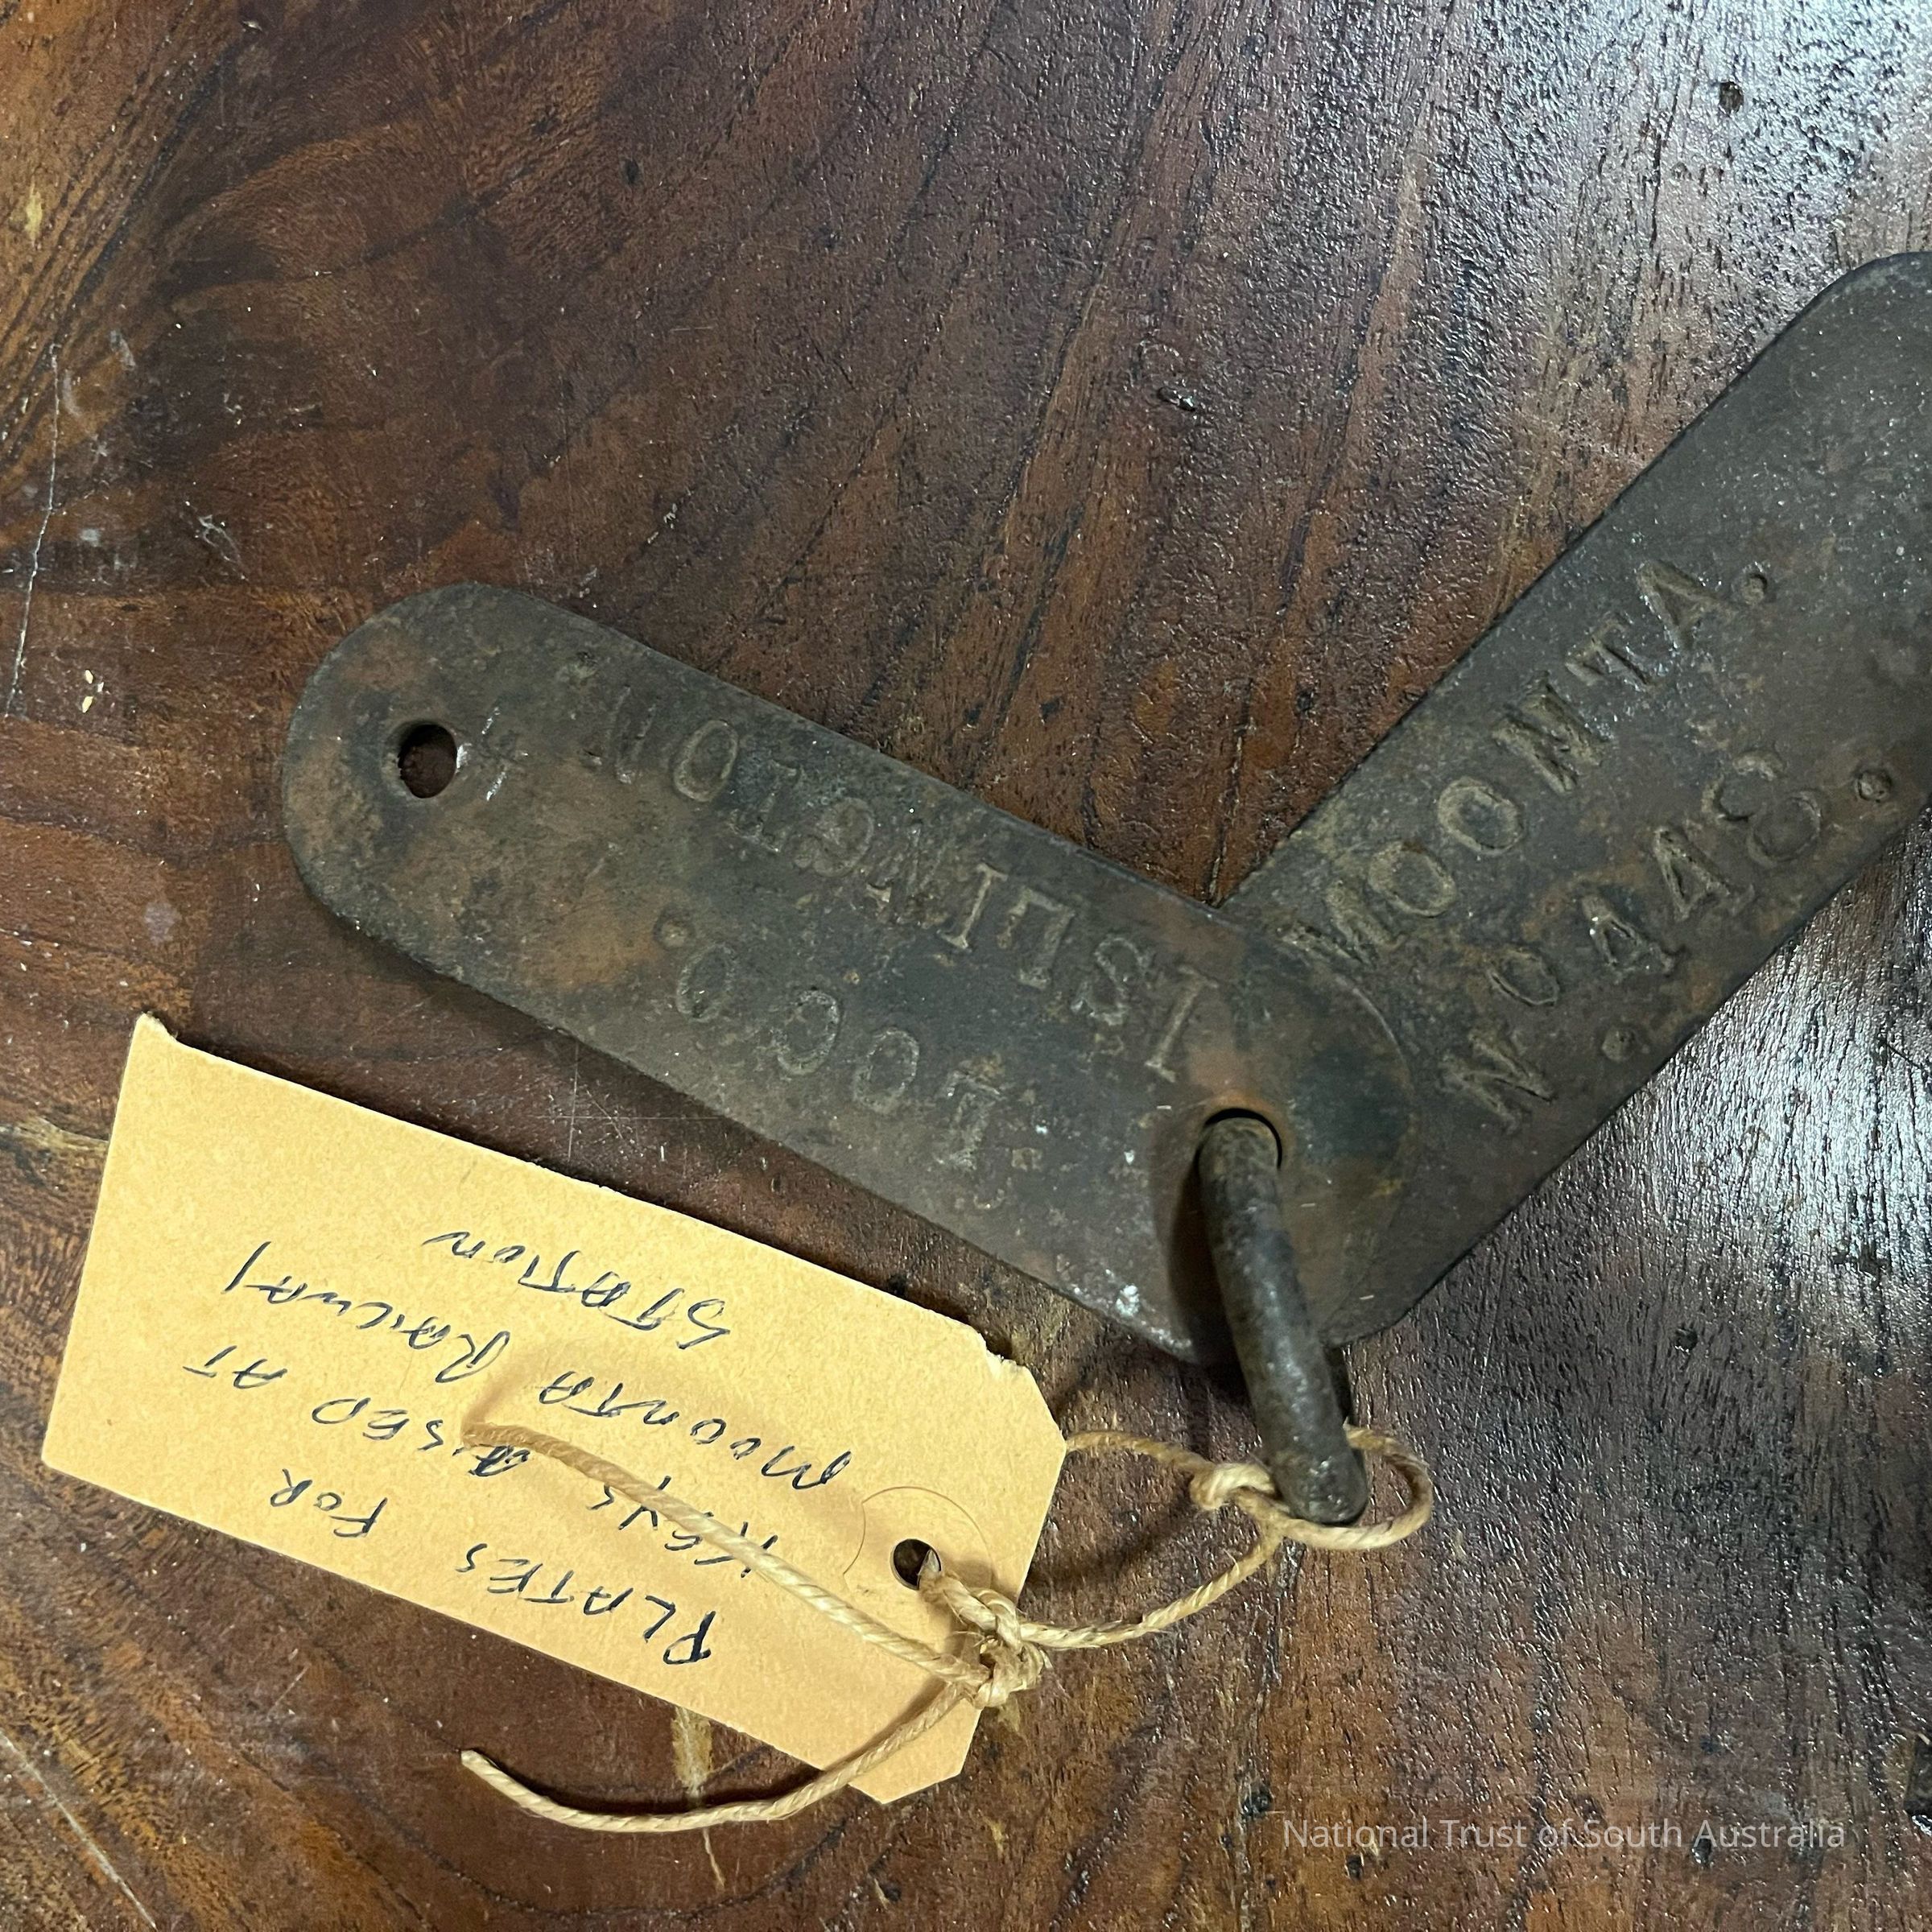 LOCO.
ISLINGTON.
MOONTA.
NO 448.
PLATES FOR
KEYS USED AT
MOONTA RAILWAY
STATION
National Trust of South Australia